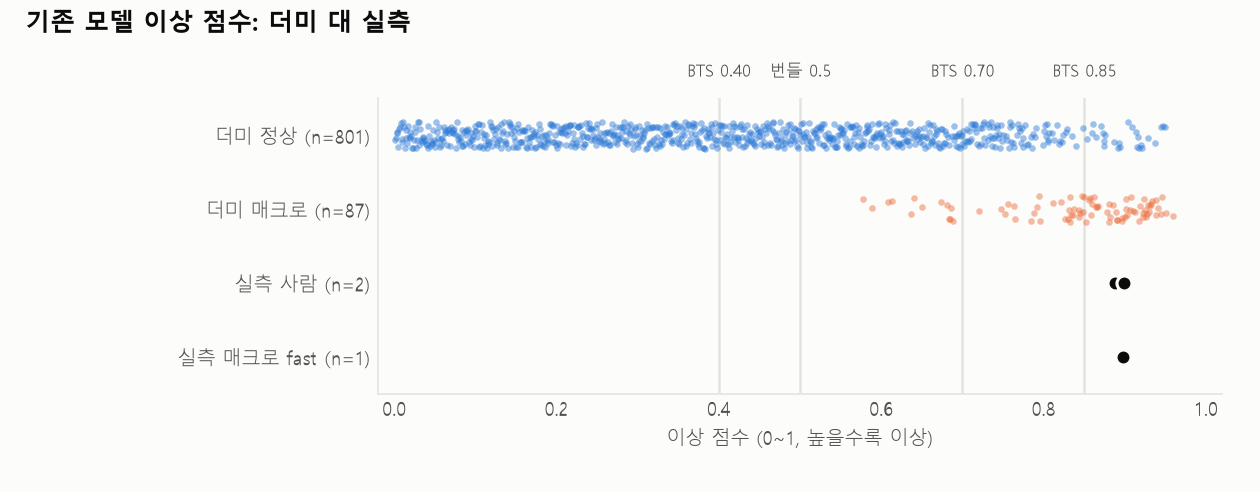 기존 모델 이상 점수: 더미 대 실측
BTS 0.40 번들 0.5 BTS 0.70 BTS 0.85
더미 정상 (n=801)
더미 매크로 (n=87)
실측 사람 (n=2)
실측 매크로 fast (n=1)
0.0 0.2 0.4 0.6 0.8 1.0
이상 점수 (0~1, 높을수록 이상)